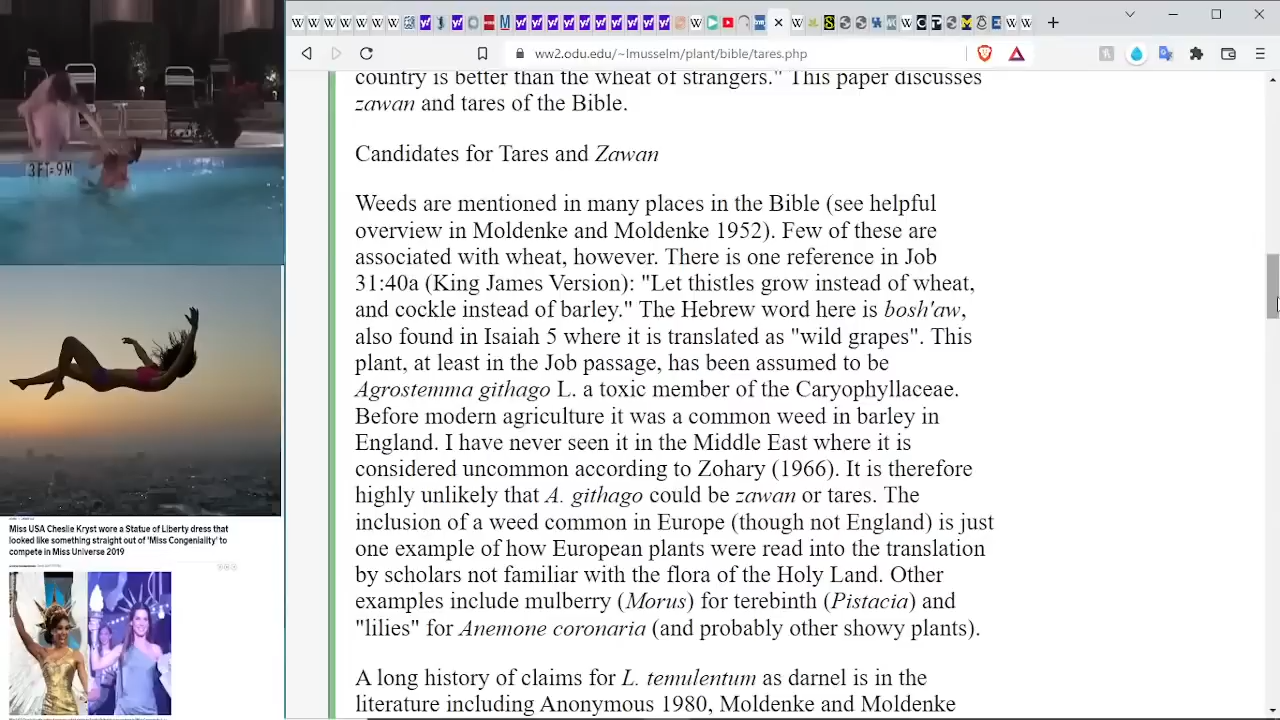 ww2.odu.edu/~lmusselm/plant/bible/tares.php
3FT=9M
Miss USA Cheslie Kryst wore a Statue of Liberty dress that
looked like something straight out of 'Miss Congeniality' to
compete in Miss Universe 2019
country is better than the wheat of strangers." This paper discusses
zawan and tares of the Bible.
Candidates for Tares and Zawan
Weeds are mentioned in many places in the Bible (see helpful
overview in Moldenke and Moldenke 1952). Few of these are
associated with wheat, however. There is one reference in Job
31:40a (King James Version): "Let thistles grow instead of wheat,
and cockle instead of barley." The Hebrew word here is bosh'aw,
also found in Isaiah 5 where it is translated as "wild grapes". This
plant, at least in the Job passage, has been assumed to be
Agrostemma githago L. a toxic member of the Caryophyllaceae.
Before modern agriculture it was a common weed in barley in
England. I have never seen it in the Middle East where it is
considered uncommon according to Zohary (1966). It is therefore
highly unlikely that A. githago could be zawan or tares. The
inclusion of a weed common in Europe (though not England) is just
one example of how European plants were read into the translation
by scholars not familiar with the flora of the Holy Land. Other
examples include mulberry (Morus) for terebinth (Pistacia) and
"lilies" for Anemone coronaria (and probably other showy plants).
A long history of claims for L. temulentum as darnel is in the
literature including Anonymous 1980, Moldenke and Moldenke